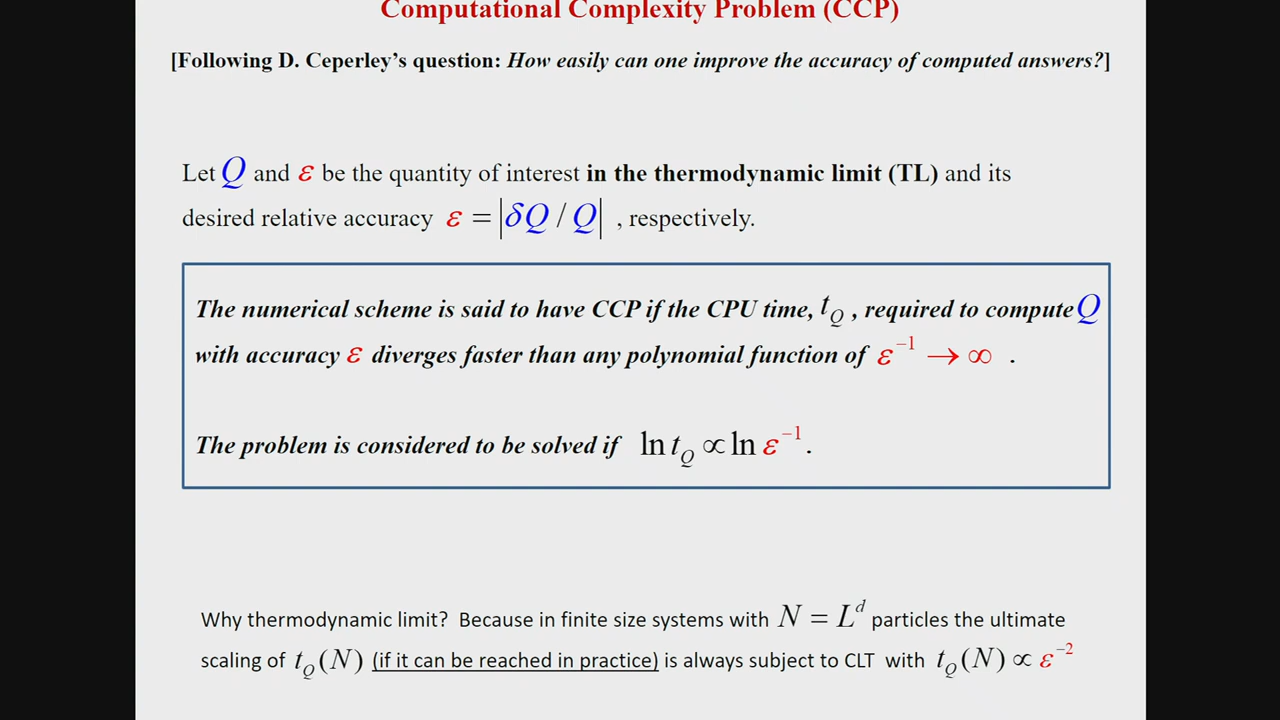 Computational Complexity Problem (CCP)
[Following D. Ceperley's question: How easily can one improve the accuracy of computed answers?]
Let Q and ε be the quantity of interest in the thermodynamic limit (TL) and its
desired relative accuracy ε = |δQ / Q| , respectively.
The numerical scheme is said to have CCP if the CPU time, t_Q , required to compute Q
with accuracy ε diverges faster than any polynomial function of ε⁻¹ → ∞ .
The problem is considered to be solved if ln t_Q ∝ ln ε⁻¹ .
Why thermodynamic limit? Because in finite size systems with N = L^d particles the ultimate
scaling of t_Q (N) (if it can be reached in practice) is always subject to CLT with t_Q (N) ∝ ε⁻²